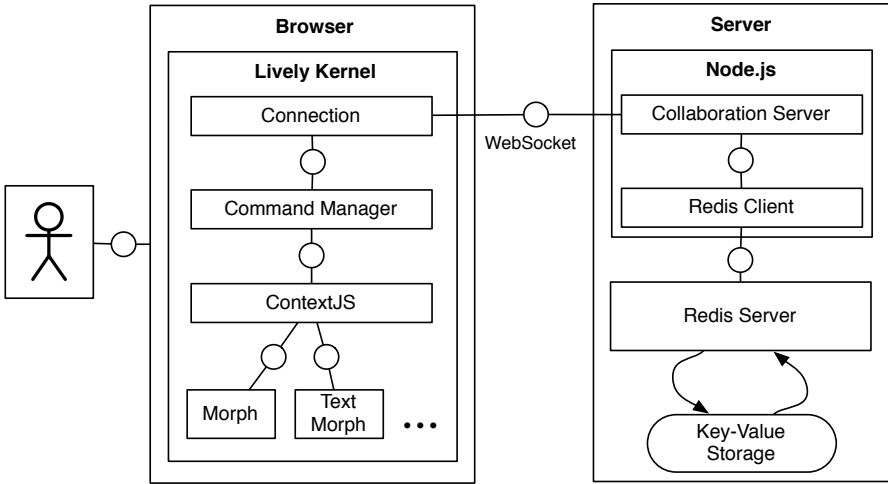 Browser
Lively Kernel
Connection
Command Manager
ContextJS
Morph
Text
Morph
...
WebSocket
Server
Node.js
Collaboration Server
Redis Client
Redis Server
Key-Value
Storage